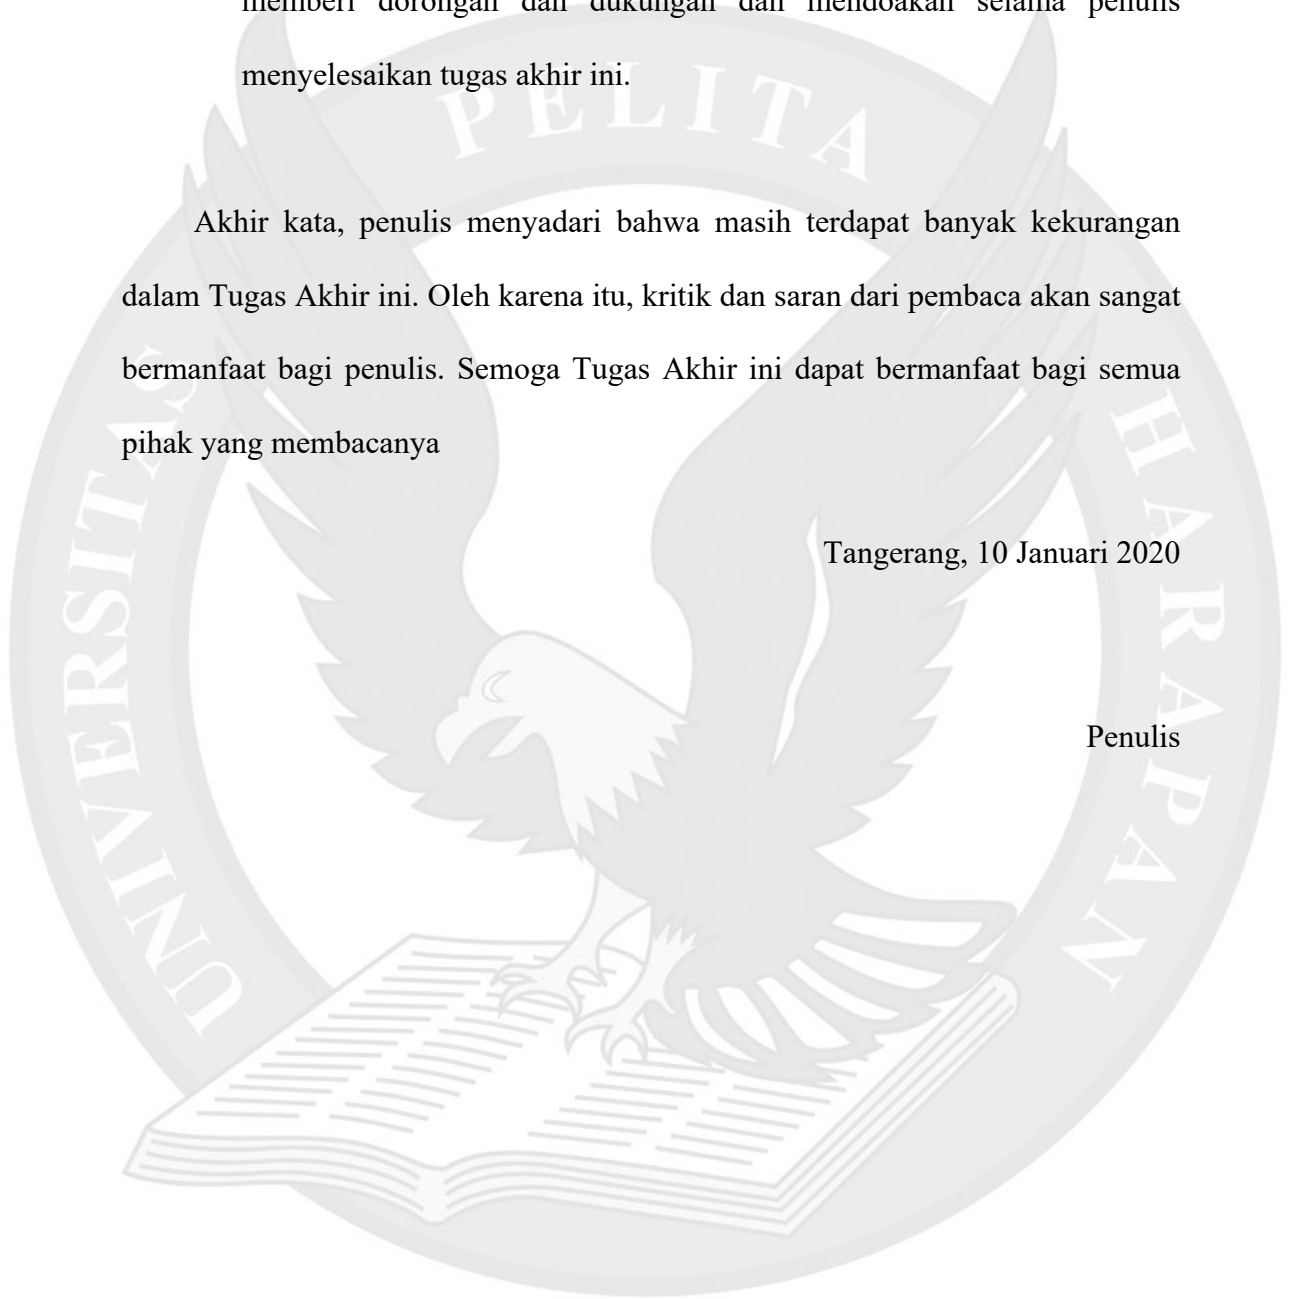 memberi dorongan dan dukungan dan mendoakan selama penulis
menyelesaikan tugas akhir ini.
Akhir kata, penulis menyadari bahwa masih terdapat banyak kekurangan
dalam Tugas Akhir ini. Oleh karena itu, kritik dan saran dari pembaca akan sangat
bermanfaat bagi penulis. Semoga Tugas Akhir ini dapat bermanfaat bagi semua
pihak yang membacanya
Tangerang, 10 Januari 2020
Penulis
UNIVERSITAS PELITA HARAPAN